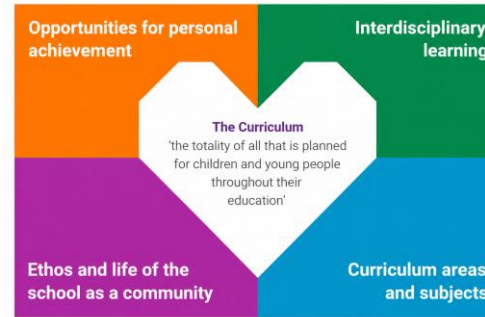 Opportunities for personal
achievement
Interdisciplinary
learning
The Curriculum
'the totality of all that is planned
for children and young people
throughout their
education'
Ethos and life of the
school as a community
Curriculum areas
and subjects